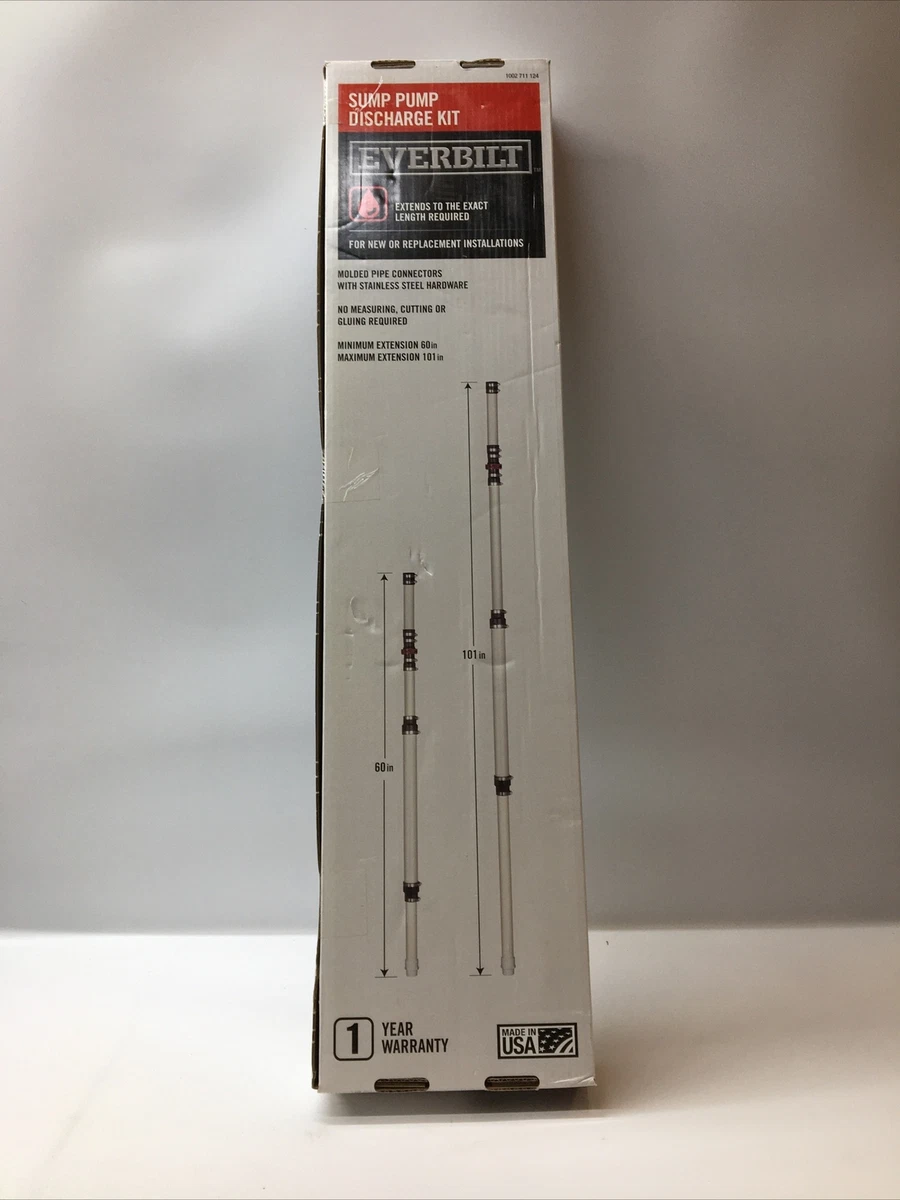 1002 711 124
SUMP PUMP
DISCHARGE KIT
EVERBILT TM
EXTENDS TO THE EXACT
LENGTH REQUIRED
FOR NEW OR REPLACEMENT INSTALLATIONS
MOLDED PIPE CONNECTORS
WITH STAINLESS STEEL HARDWARE
NO MEASURING, CUTTING OR
GLUING REQUIRED
MINIMUM EXTENSION 60in
MAXIMUM EXTENSION 101in
101in
60in
1 YEAR
WARRANTY
MADE IN
USA